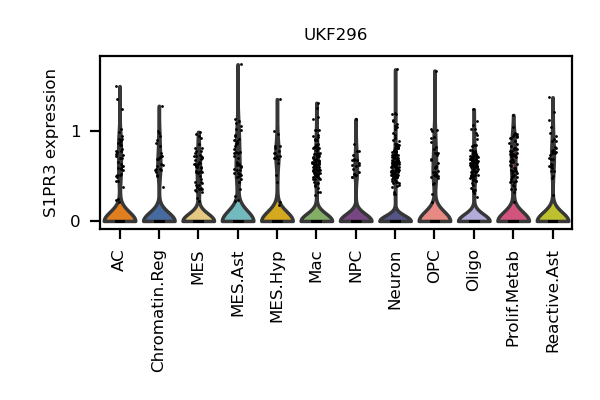 UKF296
S1PR3 expression
1
0
AC
Chromatin.Reg
MES
MES.Ast
MES.Hyp
Mac
NPC
Neuron
OPC
Oligo
Prolif.Metab
Reactive.Ast